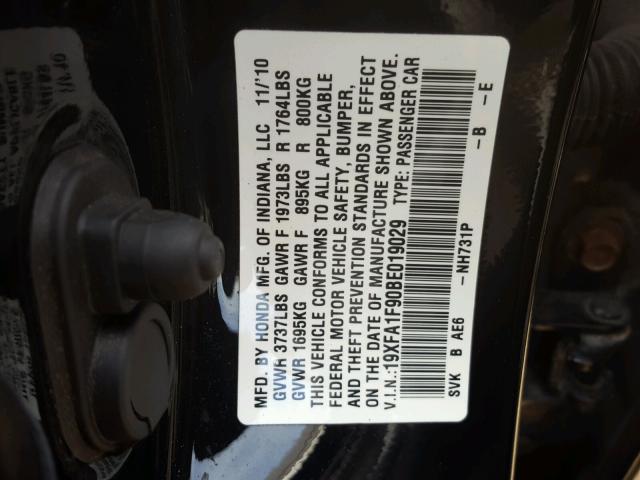 MFD. BY HONDA MFG. OF INDIANA, LLC 11/'10
GVWR 3737LBS GAWR F 1973LBS R 1764LBS
GVWR 1695KG GAWR F 895KG R 800KG
THIS VEHICLE CONFORMS TO ALL APPLICABLE
FEDERAL MOTOR VEHICLE SAFETY, BUMPER,
AND THEFT PREVENTION STANDARDS IN EFFECT
ON THE DATE OF MANUFACTURE SHOWN ABOVE.
V.I.N.:19XFA1F90BE019029 TYPE: PASSENGER CAR
SVK B AE6 -NH731P -B -E